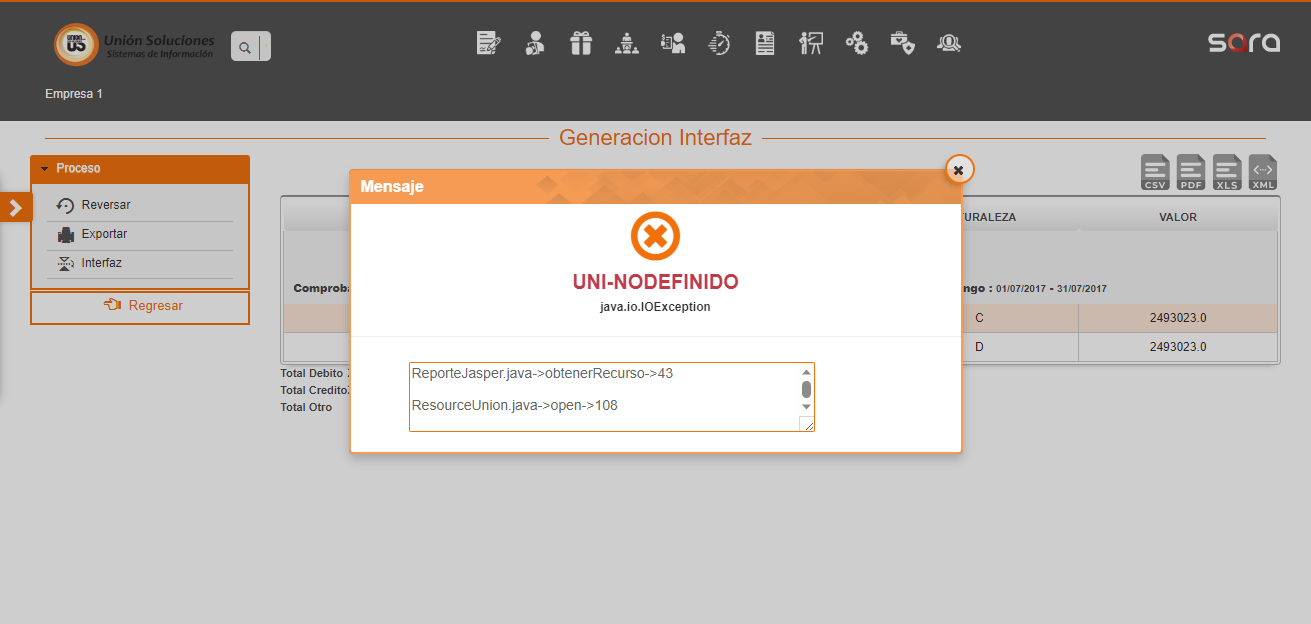 UNION
US
Unión Soluciones
Sistemas de Información
sara
Empresa 1
Generacion Interfaz
Proceso
Reversar
Exportar
Interfaz
Regresar
CSV
PDF
XLS
XML
Mensaje
URALEZA
VALOR
UNI-NODEFINIDO
java.io.IOException
Comproba
ngo : 01/07/2017 - 31/07/2017
C
2493023.0
D
2493023.0
ReporteJasper.java->obtenerRecurso->43
ResourceUnion.java->open->108
Total Debito
Total Credito
Total Otro